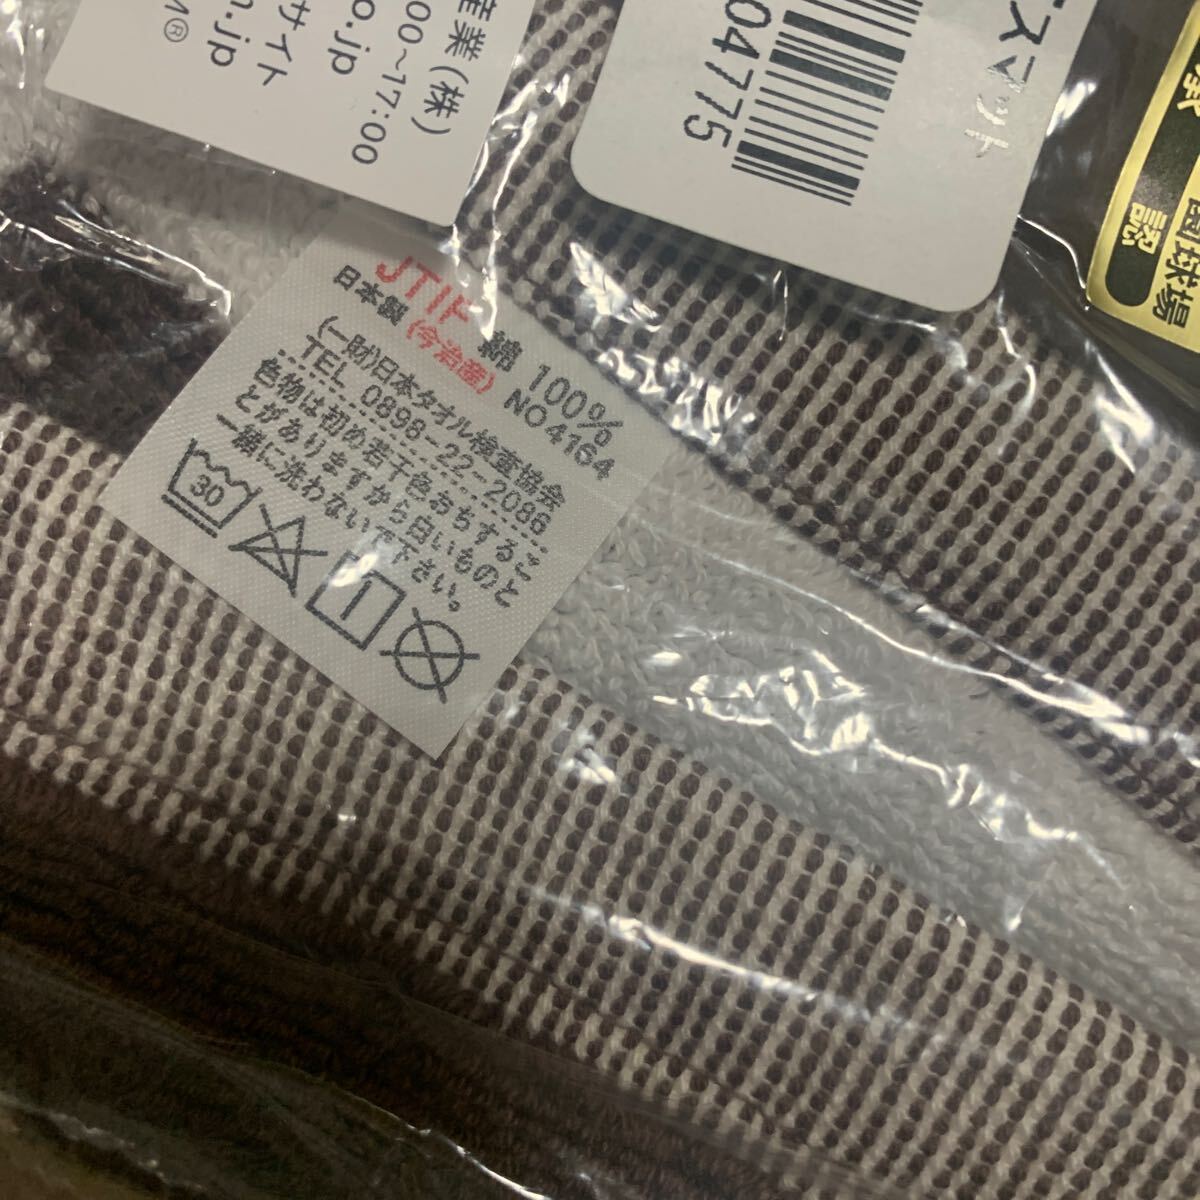 産業(株)
00~17:00
o.jp
サイト
n.jp
M®
04775
スマット
球場
認
JTIF 綿 100%
日本製 (今治産) NO4164
(一財)日本タオル検査協会
TEL 0898-22-2086
色物は初め若干色おちするこ
とがありますから白いものと
一緒に洗わないで下さい。
30